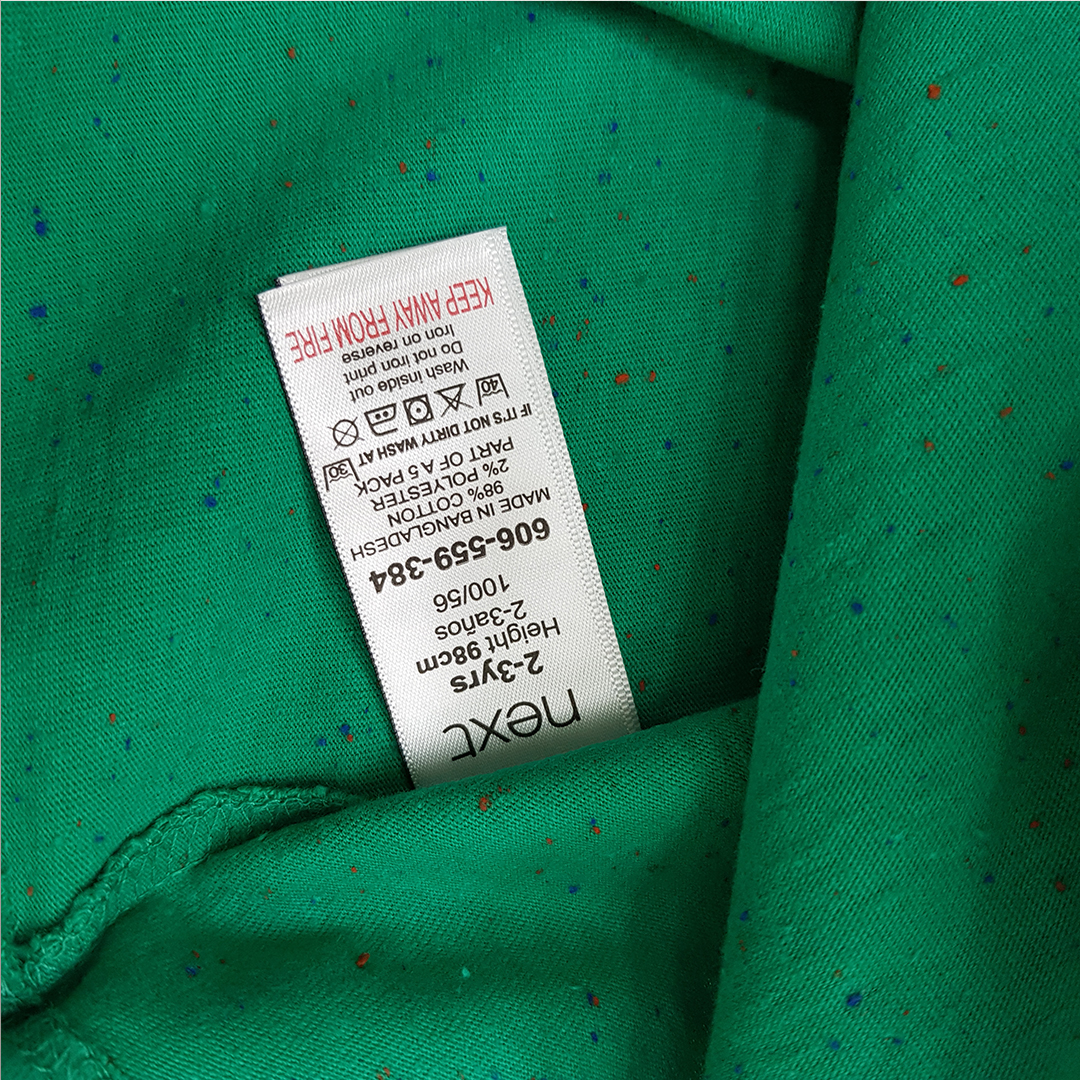 next
2-3yrs
Height 98cm
2-3años
100/56
606-559-384
MADE IN BANGLADESH
98% COTTON
2% POLYESTER
PART OF A 5 PACK
IF IT'S NOT DIRTY WASH AT 30
40
Wash inside out
Do not iron print
Iron on reverse
KEEP AWAY FROM FIRE